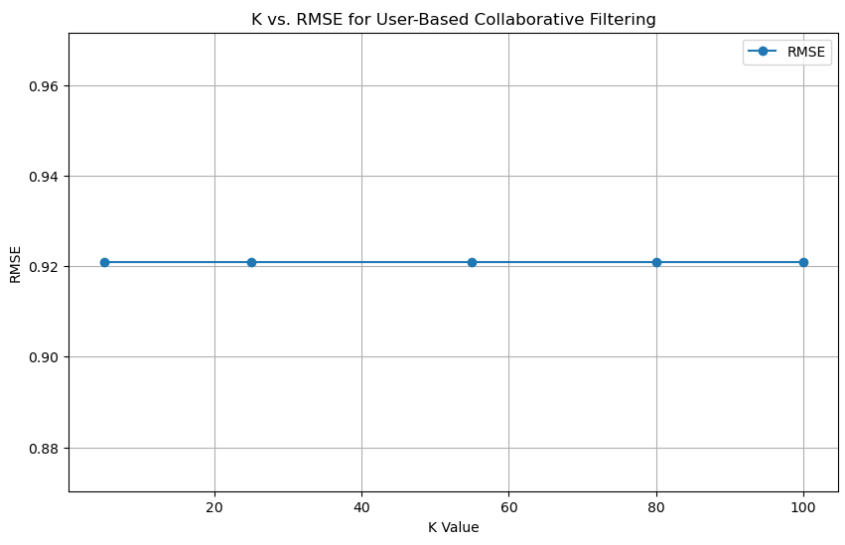 K vs. RMSE for User-Based Collaborative Filtering
RMSE
0.96
0.94
0.92
0.90
0.88
RMSE
20 40 60 80 100
K Value